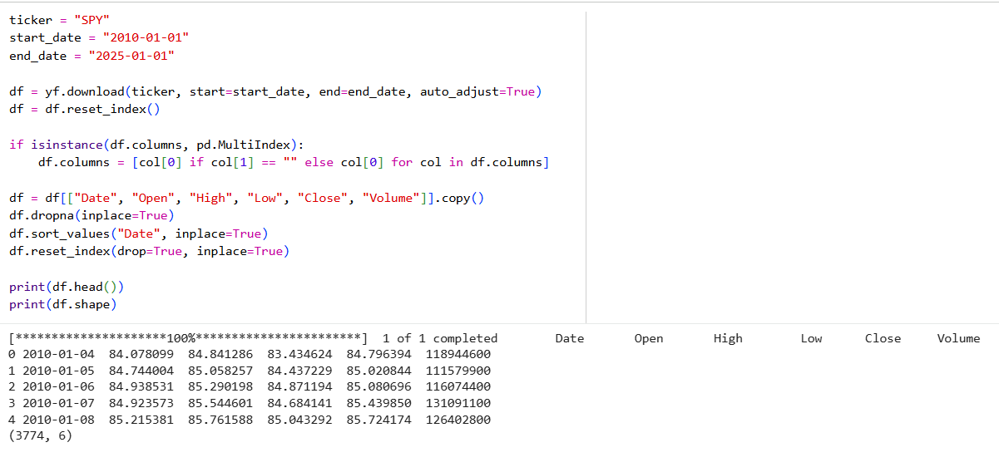 ticker = "SPY"
start_date = "2010-01-01"
end_date = "2025-01-01"
df = yf.download(ticker, start=start_date, end=end_date, auto_adjust=True)
df = df.reset_index()
if isinstance(df.columns, pd.MultiIndex):
    df.columns = [col[0] if col[1] == "" else col[0] for col in df.columns]
df = df[["Date", "Open", "High", "Low", "Close", "Volume"]].copy()
df.dropna(inplace=True)
df.sort_values("Date", inplace=True)
df.reset_index(drop=True, inplace=True)
print(df.head())
print(df.shape)
[*********************100%***********************]  1 of 1 completed        Date       Open       High        Low      Close     Volume
0 2010-01-04  84.078099  84.841286  83.434624  84.796394  118944600
1 2010-01-05  84.744004  85.058257  84.437229  85.020844  111579900
2 2010-01-06  84.938531  85.290198  84.871194  85.080696  116074400
3 2010-01-07  84.923573  85.544601  84.684141  85.439850  131091100
4 2010-01-08  85.215381  85.761588  85.043292  85.724174  126402800
(3774, 6)